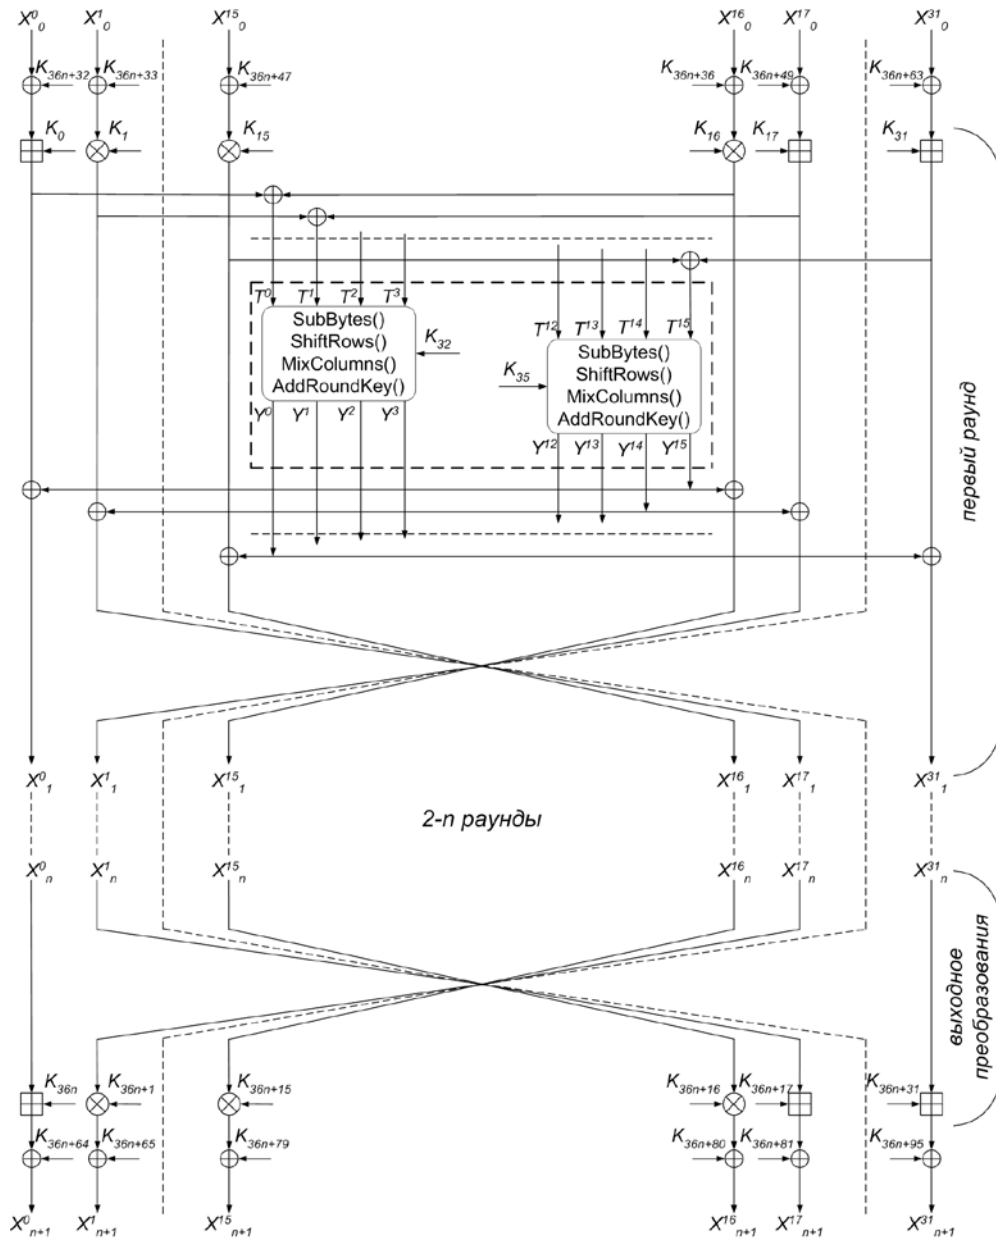 X⁰₀ X¹₀ X¹⁵₀ X¹⁶₀ X¹⁷₀ X³¹₀
K₃₆ₙ₊₃₂ K₃₆ₙ₊₃₃ K₃₆ₙ₊₄₇ K₃₆ₙ₊₃₆ K₃₆ₙ₊₄₉ K₃₆ₙ₊₆₃
K₀ K₁ K₁₅ K₁₆ K₁₇ K₃₁
T⁰ T¹ T² T³
SubBytes()
ShiftRows()
MixColumns()
AddRoundKey()
K₃₂
Y⁰ Y¹ Y² Y³
T¹² T¹³ T¹⁴ T¹⁵
SubBytes()
ShiftRows()
MixColumns()
AddRoundKey()
K₃₅
Y¹² Y¹³ Y¹⁴ Y¹⁵
первый раунд
X⁰₁ X¹₁ X¹⁵₁ X¹⁶₁ X¹⁷₁ X³¹₁
2-n раунды
X⁰ₙ X¹ₙ X¹⁵ₙ X¹⁶ₙ X¹⁷ₙ X³¹ₙ
выходное
преобразования
K₃₆ₙ K₃₆ₙ₊₁ K₃₆ₙ₊₁₅ K₃₆ₙ₊₁₆ K₃₆ₙ₊₁₇ K₃₆ₙ₊₃₁
K₃₆ₙ₊₆₄ K₃₆ₙ₊₆₅ K₃₆ₙ₊₇₉ K₃₆ₙ₊₈₀ K₃₆ₙ₊₈₁ K₃₆ₙ₊₉₅
X⁰ₙ₊₁ X¹ₙ₊₁ X¹⁵ₙ₊₁ X¹⁶ₙ₊₁ X¹⁷ₙ₊₁ X³¹ₙ₊₁